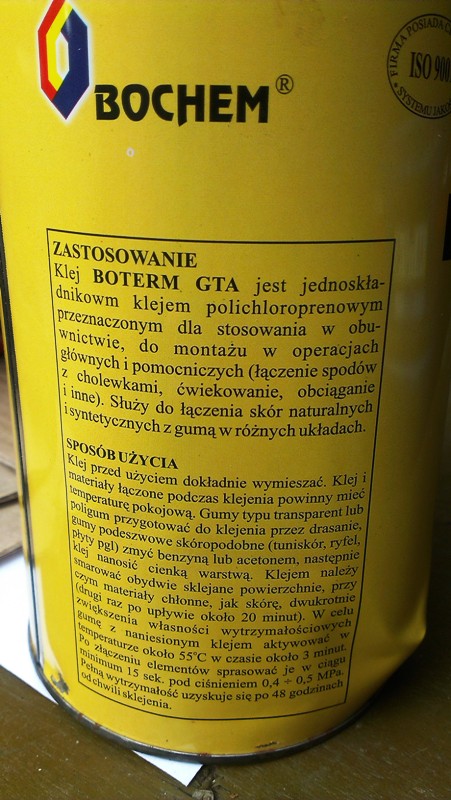 BOCHEM®
FIRMA POSIADA
ISO 900
SYSTEMU
ZASTOSOWANIE
Klej BOTERM GTA jest jednoskła-
dnikowm klejem polichloroprenowym
przeznaczonym dla stosowania w obu-
wnictwie, do montażu w operacjach
głównych i pomocniczych (łączenie spodów
z cholewkami, ćwiekowanie, obciąganie
i inne). Służy do łączenia skór naturalnych
i syntetycznych z gumą w różnych układach.
SPOSÓB UŻYCIA
Klej przed użyciem dokładnie wymieszać. Klej i
materiały łączone podczas klejenia powinny mieć
temperaturę pokojową. Gumy typu transparent lub
poligum przygotować do klejenia przez drasanie,
gumy podeszwowe skóropodobne (tuniskór, ryfel,
płyty pgl) zmyć benzyną lub acetonem, następnie
klej nanosić cienką warstwą. Klejem należy
smarować obydwie sklejane powierzchnie, przy
czym materiały chłonne, jak skórę, dwukrotnie
(drugi raz po upływie około 20 minut). W celu
zwiększenia własności wytrzymałościowych
gumę z naniesionym klejem aktywować w
temperaturze około 55°C w czasie około 3 minut.
Po złączeniu elementów sprasować je w ciągu
minimum 15 sek. pod ciśnieniem 0,4 ÷ 0,5 MPa.
Pełną wytrzymałość uzyskuje się po 48 godzinach
od chwili sklejenia.